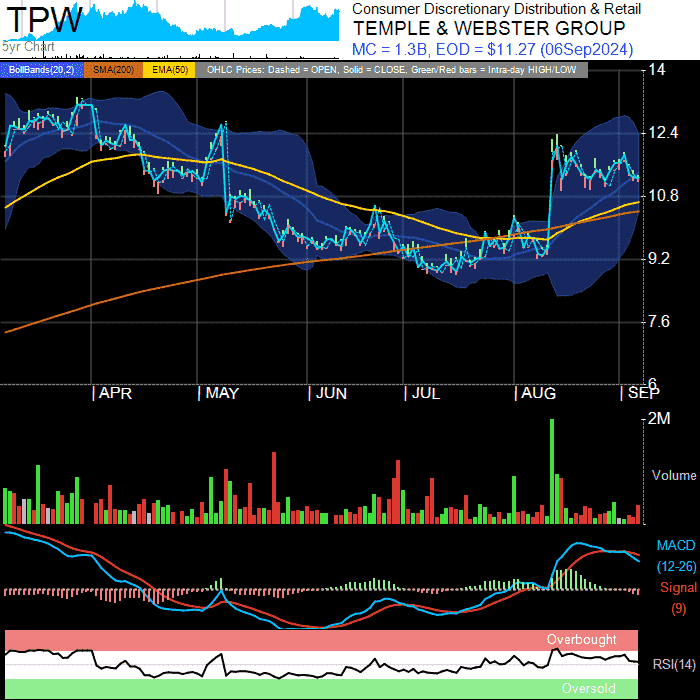 TPW
5yr Chart
Consumer Discretionary Distribution & Retail
TEMPLE & WEBSTER GROUP
MC = 1.3B, EOD = $11.27 (06Sep2024)
BollBands(20,2) SMA(200) EMA(50) OHLC Prices: Dashed = OPEN, Solid = CLOSE, Green/Red bars = Intra-day HIGH/LOW
14
12.4
10.8
9.2
7.6
6
APR MAY JUN JUL AUG SEP
2M
Volume
MACD
(12-26)
Signal
(9)
Overbought
RSI(14)
Oversold